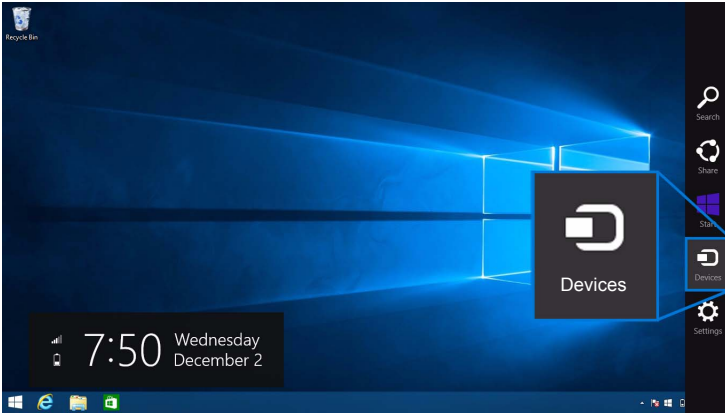 Recycle Bin
Search
Share
Start
Devices
Devices
Settings
7:50
Wednesday
December 2